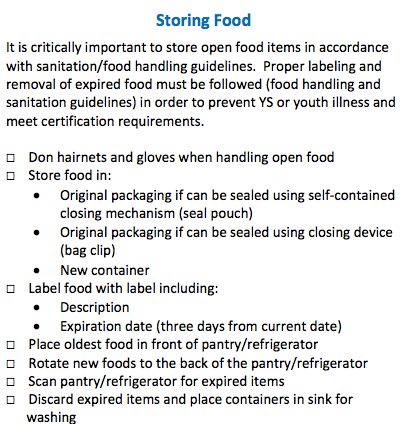 Storing Food
It is critically important to store open food items in accordance
with sanitation/food handling guidelines.  Proper labeling and
removal of expired food must be followed (food handling and
sanitation guidelines) in order to prevent YS or youth illness and
meet certification requirements.
□ Don hairnets and gloves when handling open food
□ Store food in:
• Original packaging if can be sealed using self-contained
closing mechanism (seal pouch)
• Original packaging if can be sealed using closing device
(bag clip)
• New container
□ Label food with label including:
• Description
• Expiration date (three days from current date)
□ Place oldest food in front of pantry/refrigerator
□ Rotate new foods to the back of the pantry/refrigerator
□ Scan pantry/refrigerator for expired items
□ Discard expired items and place containers in sink for
washing